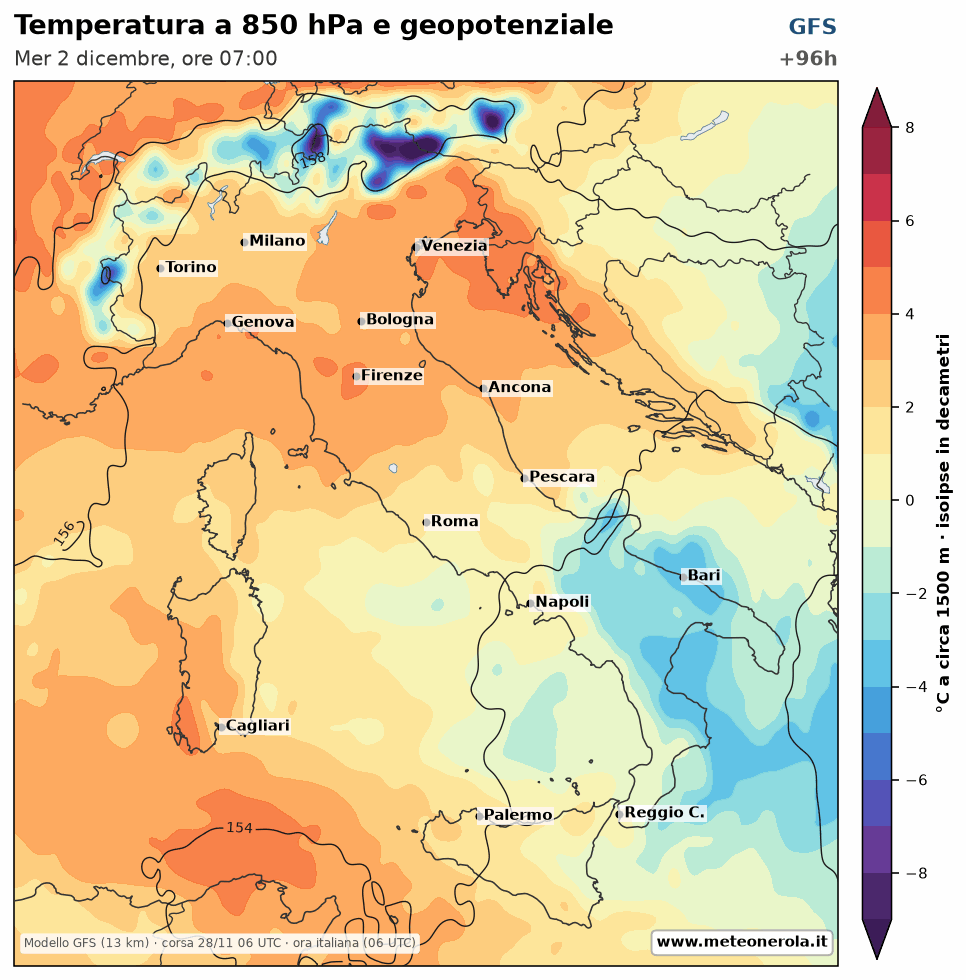 Temperatura a 850 hPa e geopotenziale
GFS
Mer 2 dicembre, ore 07:00
+96h
158
Milano
Venezia
Torino
Genova
Bologna
Firenze
Ancona
Pescara
156
Roma
Bari
Napoli
Cagliari
Palermo
Reggio C.
154
8
6
4
2
0
−2
−4
−6
−8
°C a circa 1500 m · isoipse in decametri
Modello GFS (13 km) · corsa 28/11 06 UTC · ora italiana (06 UTC)
www.meteonerola.it